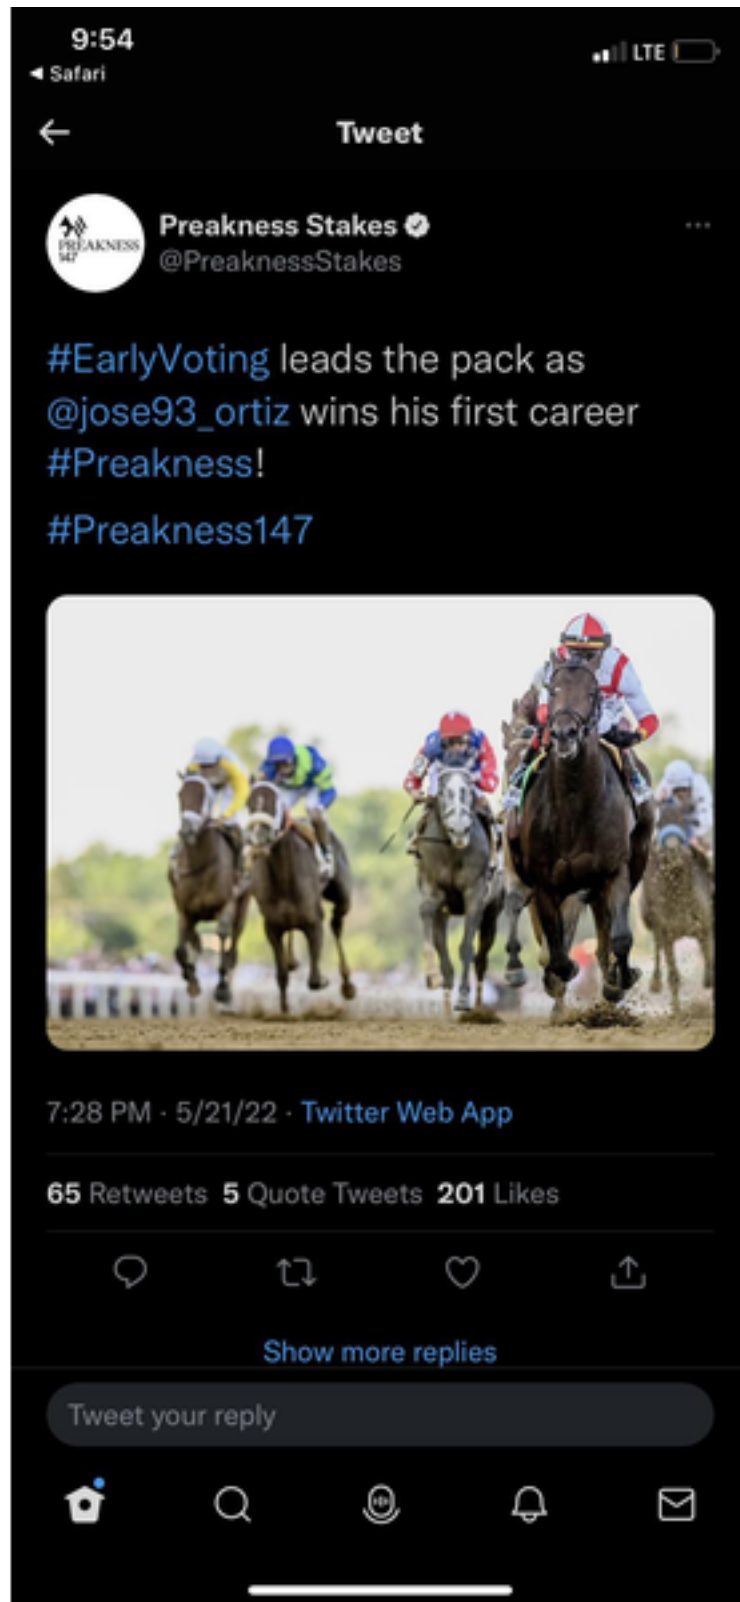 9:54
LTE
Safari
Tweet
Preakness Stakes
PREAKNESS
147
@PreaknessStakes
#EarlyVoting leads the pack as
@jose93_ortiz wins his first career
#Preakness!
#Preakness147
7:28 PM · 5/21/22 · Twitter Web App
65 Retweets 5 Quote Tweets 201 Likes
Show more replies
Tweet your reply